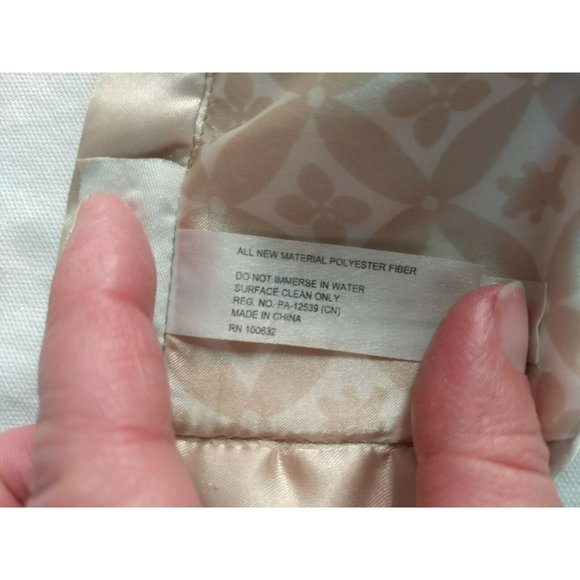 ALL NEW MATERIAL POLYESTER FIBER
DO NOT IMMERSE IN WATER
SURFACE CLEAN ONLY
REG. NO. PA-12539 (CN)
MADE IN CHINA
RN 100632